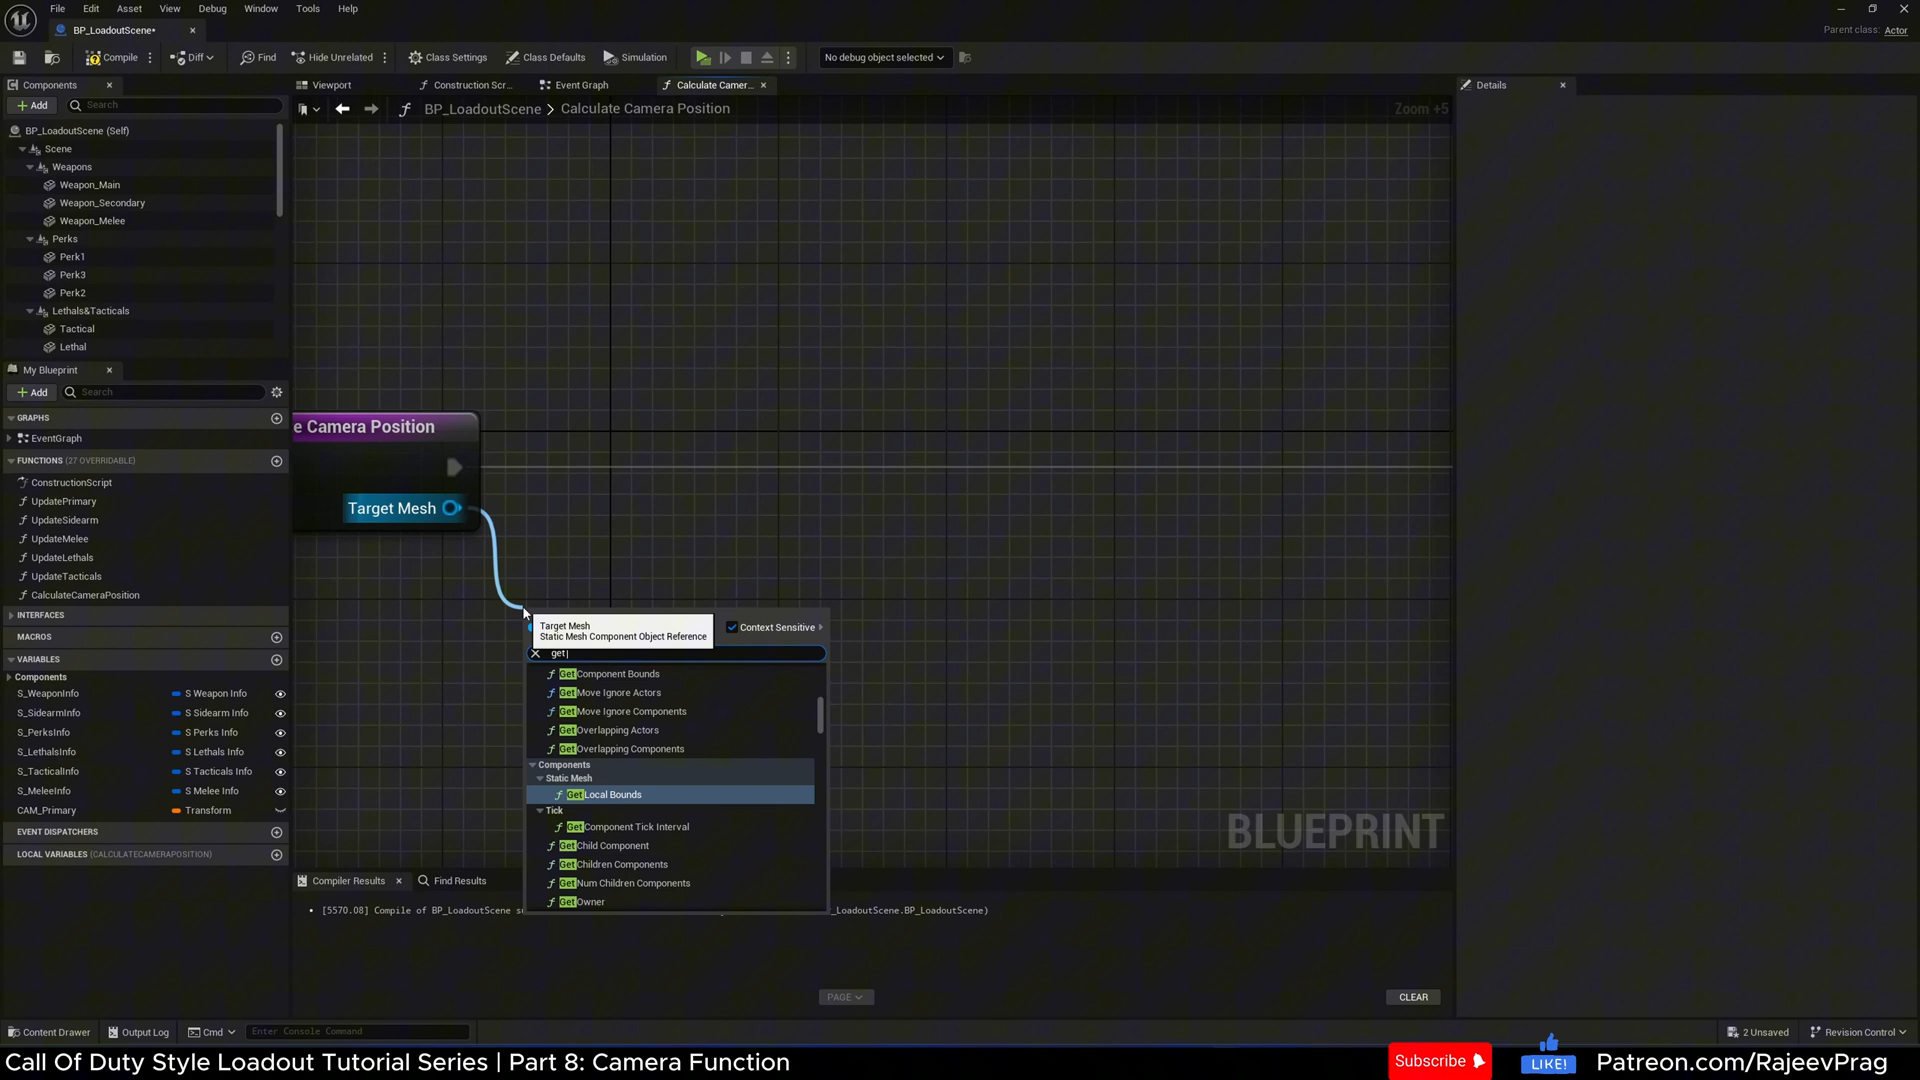 File Edit Asset View Debug Window Tools Help
BP_LoadoutScene*
Parent class: Actor
Compile Diff Find Hide Unrelated Class Settings Class Defaults Simulation No debug object selected
Components
Viewport Construction Scr... Event Graph Calculate Camer...
Details
Add Search
BP_LoadoutScene > Calculate Camera Position
Zoom +5
BP_LoadoutScene (Self)
Scene
Weapons
Weapon_Main
Weapon_Secondary
Weapon_Melee
Perks
Perk1
Perk3
Perk2
Lethals&Tacticals
Tactical
Lethal
My Blueprint
Add Search
GRAPHS
EventGraph
FUNCTIONS (27 OVERRIDABLE)
ConstructionScript
UpdatePrimary
UpdateSidearm
UpdateMelee
UpdateLethals
UpdateTacticals
CalculateCameraPosition
INTERFACES
MACROS
VARIABLES
Components
S_WeaponInfo S Weapon Info
S_SidearmInfo S Sidearm Info
S_PerksInfo S Perks Info
S_LethalsInfo S Lethals Info
S_TacticalInfo S Tacticals Info
S_MeleeInfo S Melee Info
CAM_Primary Transform
EVENT DISPATCHERS
LOCAL VARIABLES (CALCULATECAMERAPOSITION)
e Camera Position
Target Mesh
Target Mesh
Static Mesh Component Object Reference
Context Sensitive
get
Get Component Bounds
Get Move Ignore Actors
Get Move Ignore Components
Get Overlapping Actors
Get Overlapping Components
Components
Static Mesh
Get Local Bounds
Tick
Get Component Tick Interval
Get Child Component
Get Children Components
Get Num Children Components
Get Owner
BLUEPRINT
Compiler Results Find Results
[5570.08] Compile of BP_LoadoutScene su _LoadoutScene.BP_LoadoutScene)
PAGE
CLEAR
Content Drawer Output Log Cmd Enter Console Command
2 Unsaved Revision Control
Call Of Duty Style Loadout Tutorial Series | Part 8: Camera Function
Subscribe
LIKE!
Patreon.com/RajeevPrag